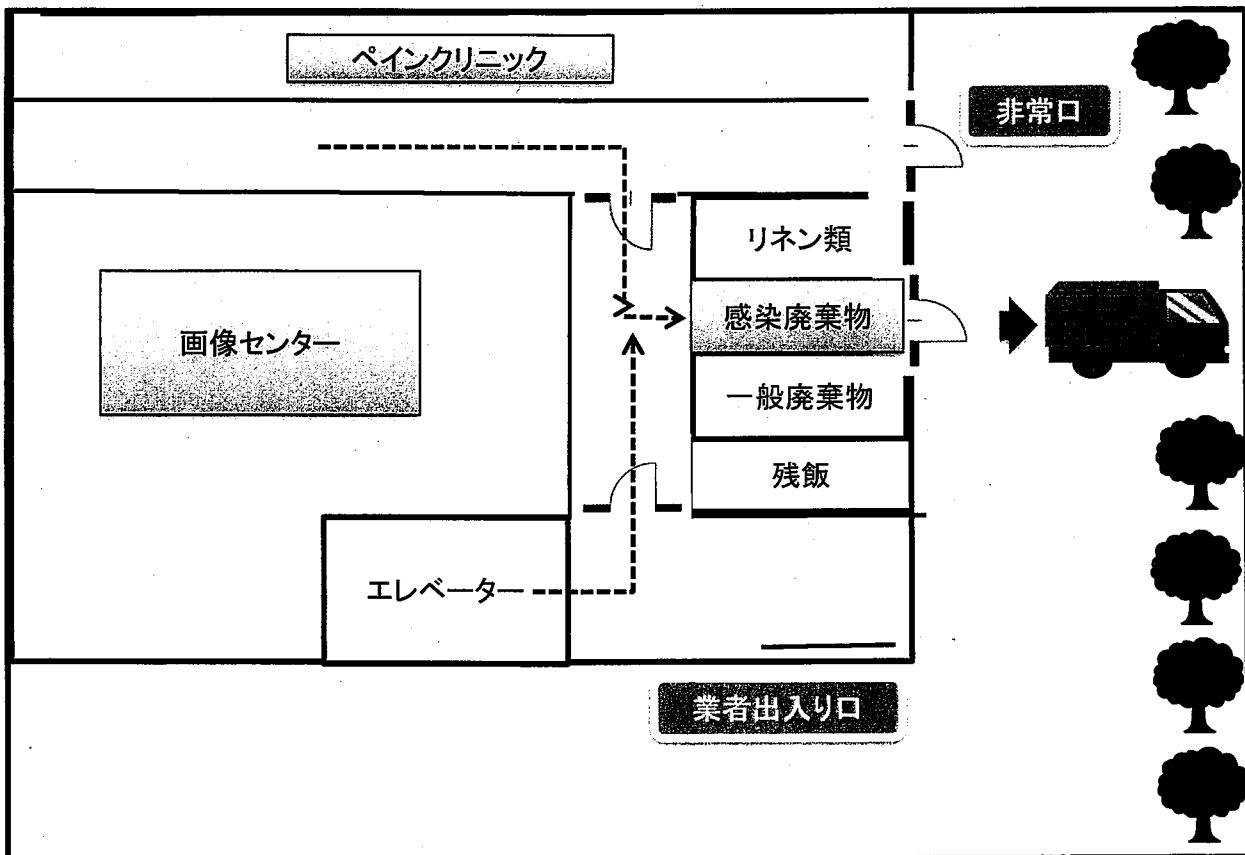 ペインクリニック
非常口
リネン類
感染廃棄物
画像センター
一般廃棄物
残飯
エレベーター
業者出入り口